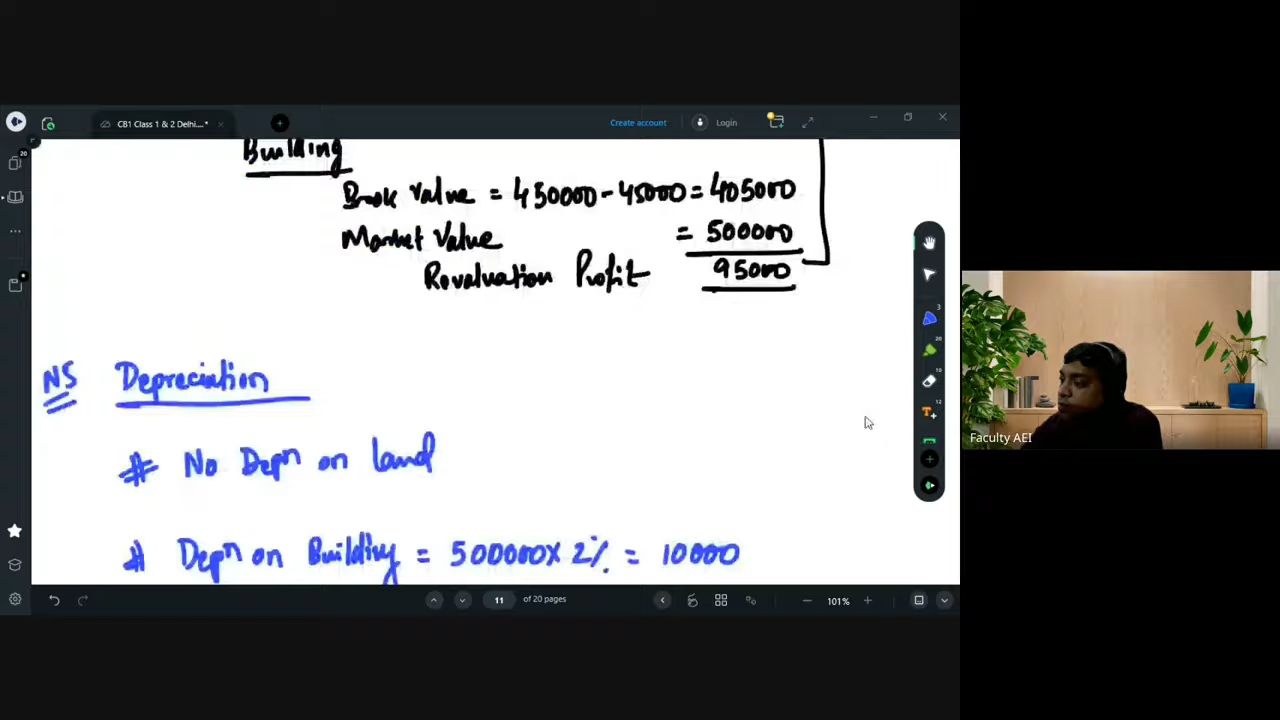 CB1 Class 1 & 2 Delhi....*
Create account
Login
Building
Book value = 450000 - 45000 = 405000
Market Value = 500000
Revaluation Profit 95000
NS Depreciation
# No Depn on land
# Depn on Building = 500000 x 2% = 10000
Faculty AEI
11 of 20 pages
101%